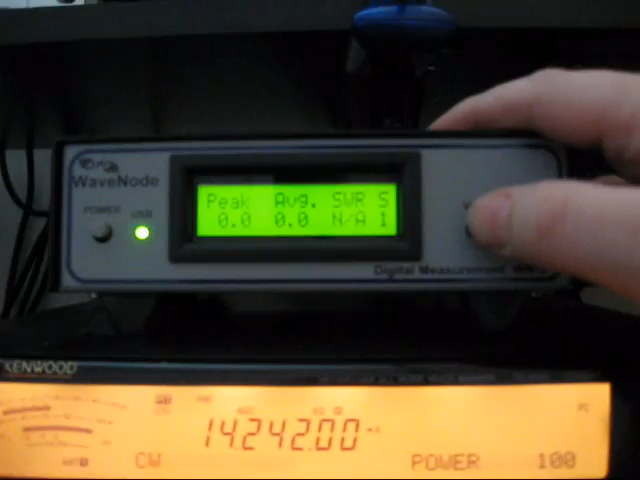 WaveNode
POWER
USB
Peak Avg. SWR S
0.0 0.0 N/A 1
Digital Measurement
KENWOOD
14.242.00
CW
POWER 100